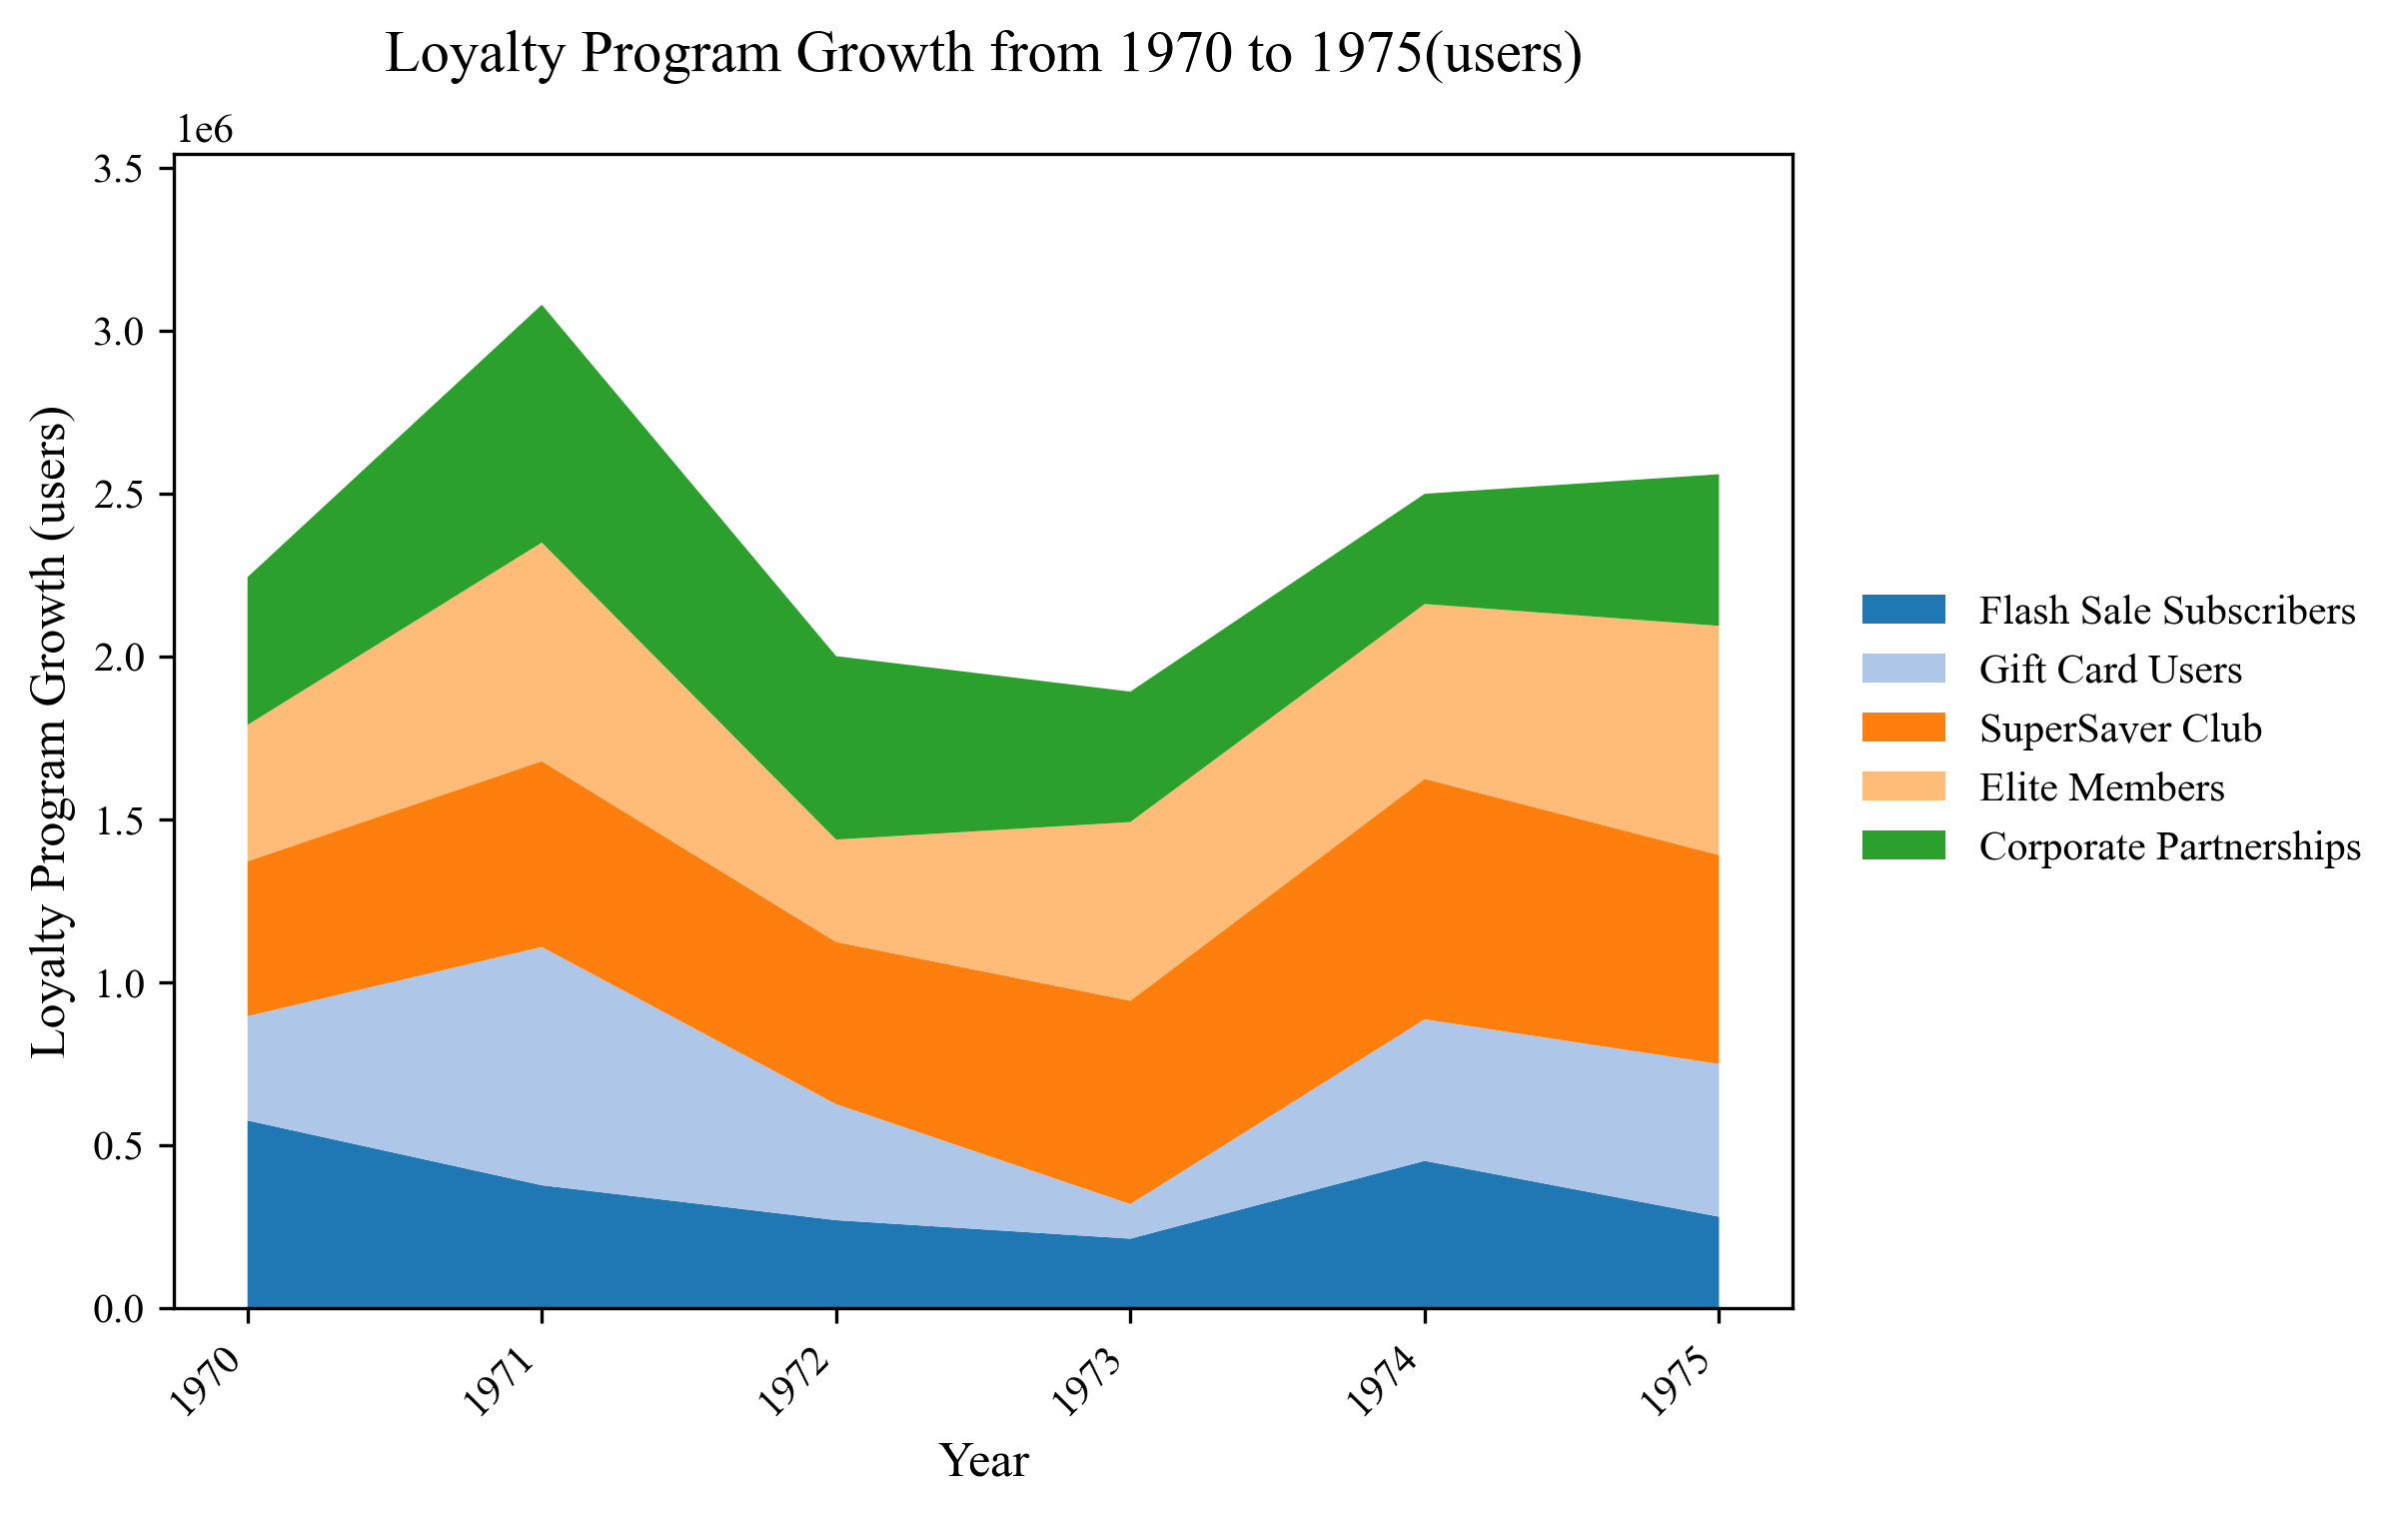 Loyalty Program Growth from 1970 to 1975(users)
1e6
3.5
3.0
2.5
2.0
1.5
1.0
0.5
0.0
Loyalty Program Growth (users)
1970
1971
1972
1973
1974
1975
Year
Flash Sale Subscribers
Gift Card Users
SuperSaver Club
Elite Members
Corporate Partnerships